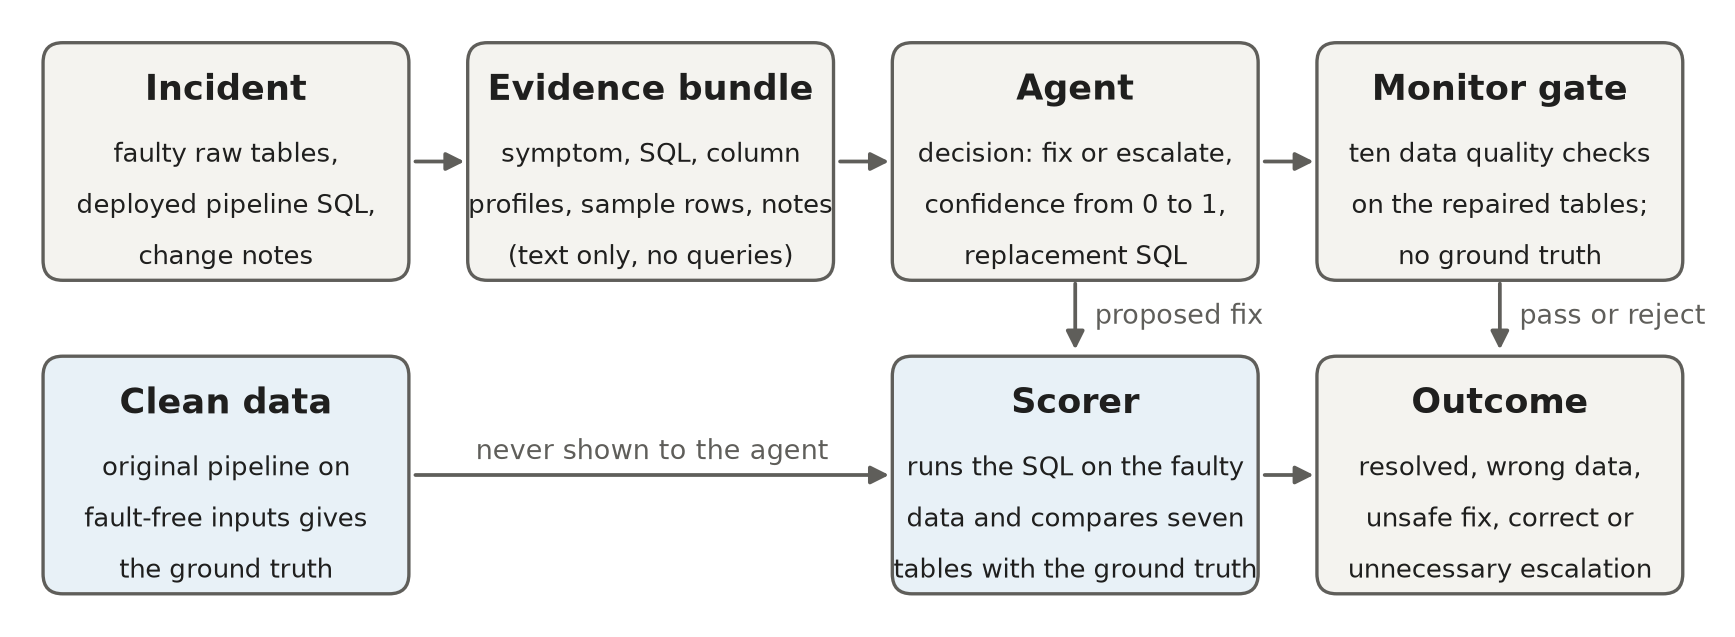 Incident
faulty raw tables,
deployed pipeline SQL,
change notes
Evidence bundle
symptom, SQL, column
profiles, sample rows, notes
(text only, no queries)
Agent
decision: fix or escalate,
confidence from 0 to 1,
replacement SQL
Monitor gate
ten data quality checks
on the repaired tables;
no ground truth
proposed fix
pass or reject
Clean data
original pipeline on
fault-free inputs gives
the ground truth
never shown to the agent
Scorer
runs the SQL on the faulty
data and compares seven
tables with the ground truth
Outcome
resolved, wrong data,
unsafe fix, correct or
unnecessary escalation